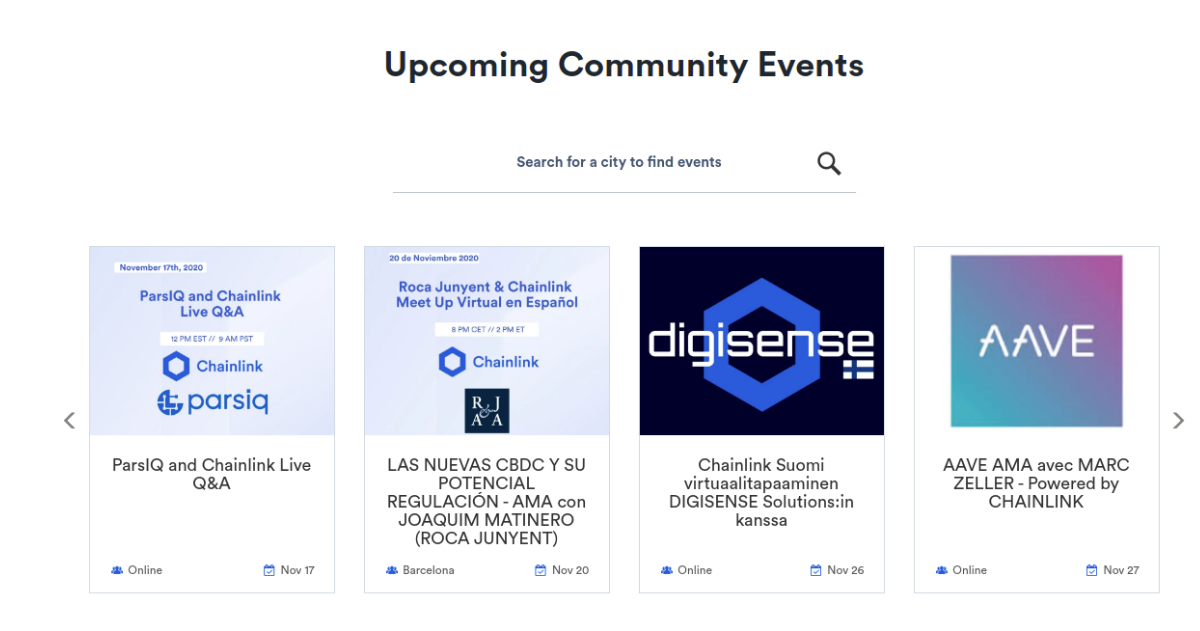 Upcoming Community Events
Search for a city to find events
November 17th, 2020
ParsIQ and Chainlink
Live Q&A
12 PM EST // 9 AM PST
Chainlink
parsiq
ParsIQ and Chainlink Live
Q&A
Online
Nov 17
20 de Noviembre 2020
Roca Junyent & Chainlink
Meet Up Virtual en Español
8 PM CET // 2 PM ET
Chainlink
R J
& 
A A
LAS NUEVAS CBDC Y SU
POTENCIAL
REGULACIÓN - AMA con
JOAQUIM MATINERO
(ROCA JUNYENT)
Barcelona
Nov 20
digisense
Chainlink Suomi
virtuaalitapaaminen
DIGISENSE Solutions:in
kanssa
Online
Nov 26
AAVE
AAVE AMA avec MARC
ZELLER - Powered by
CHAINLINK
Online
Nov 27